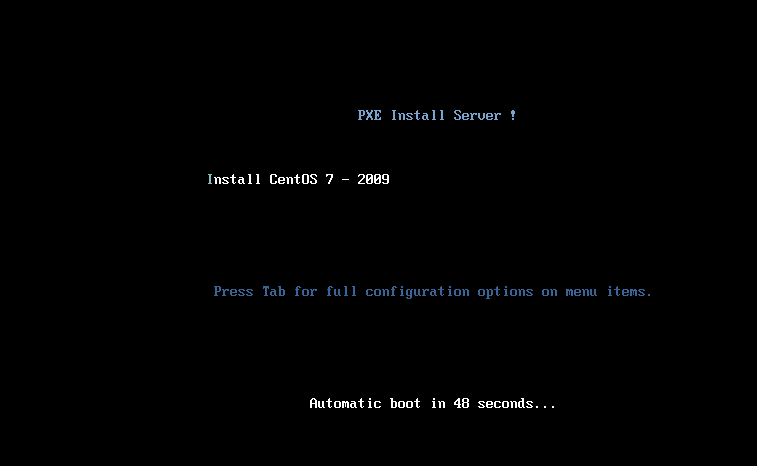 PXE Install Server !
Install CentOS 7 - 2009
Press Tab for full configuration options on menu items.
Automatic boot in 48 seconds...